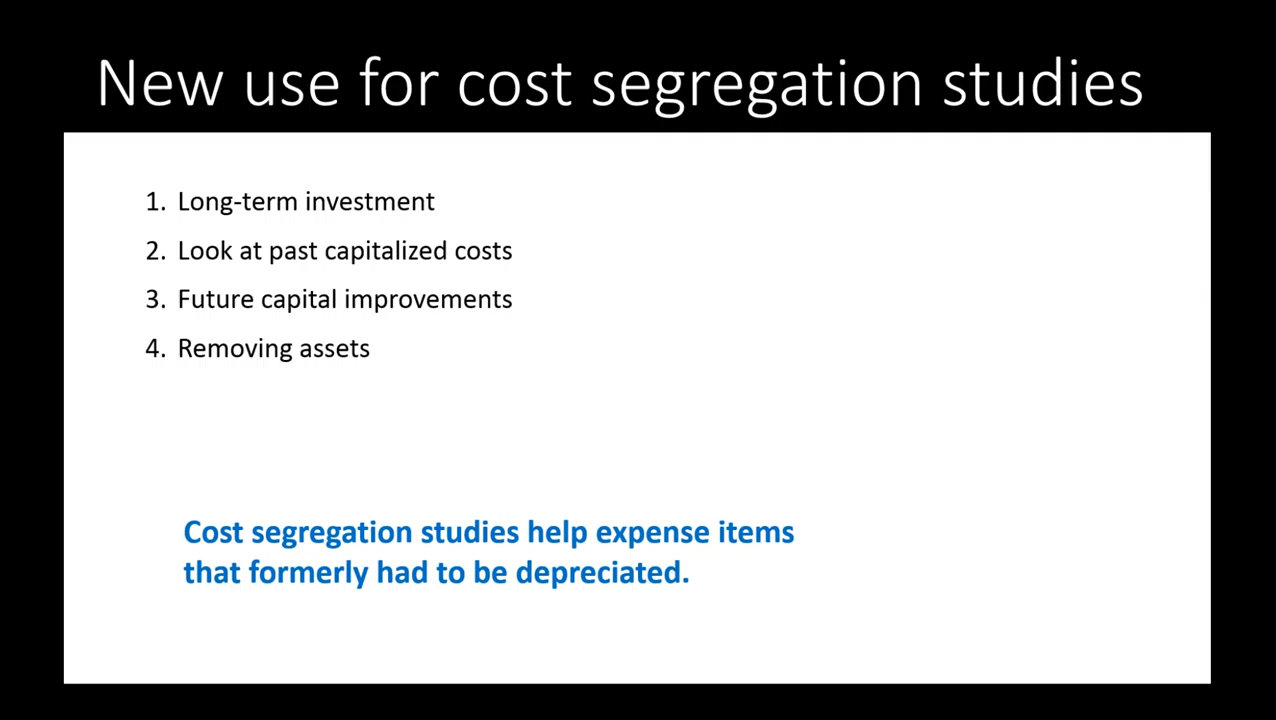 New use for cost segregation studies
1. Long-term investment
2. Look at past capitalized costs
3. Future capital improvements
4. Removing assets
Cost segregation studies help expense items
that formerly had to be depreciated.